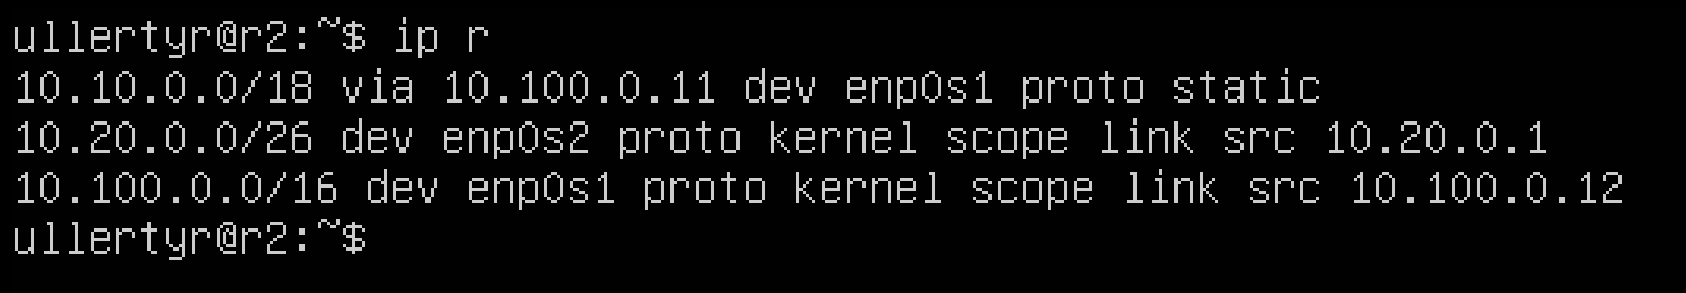 ullertyr@r2:~$ ip r
10.10.0.0/18 via 10.100.0.11 dev enp0s1 proto static
10.20.0.0/26 dev enp0s2 proto kernel scope link src 10.20.0.1
10.100.0.0/16 dev enp0s1 proto kernel scope link src 10.100.0.12
ullertyr@r2:~$